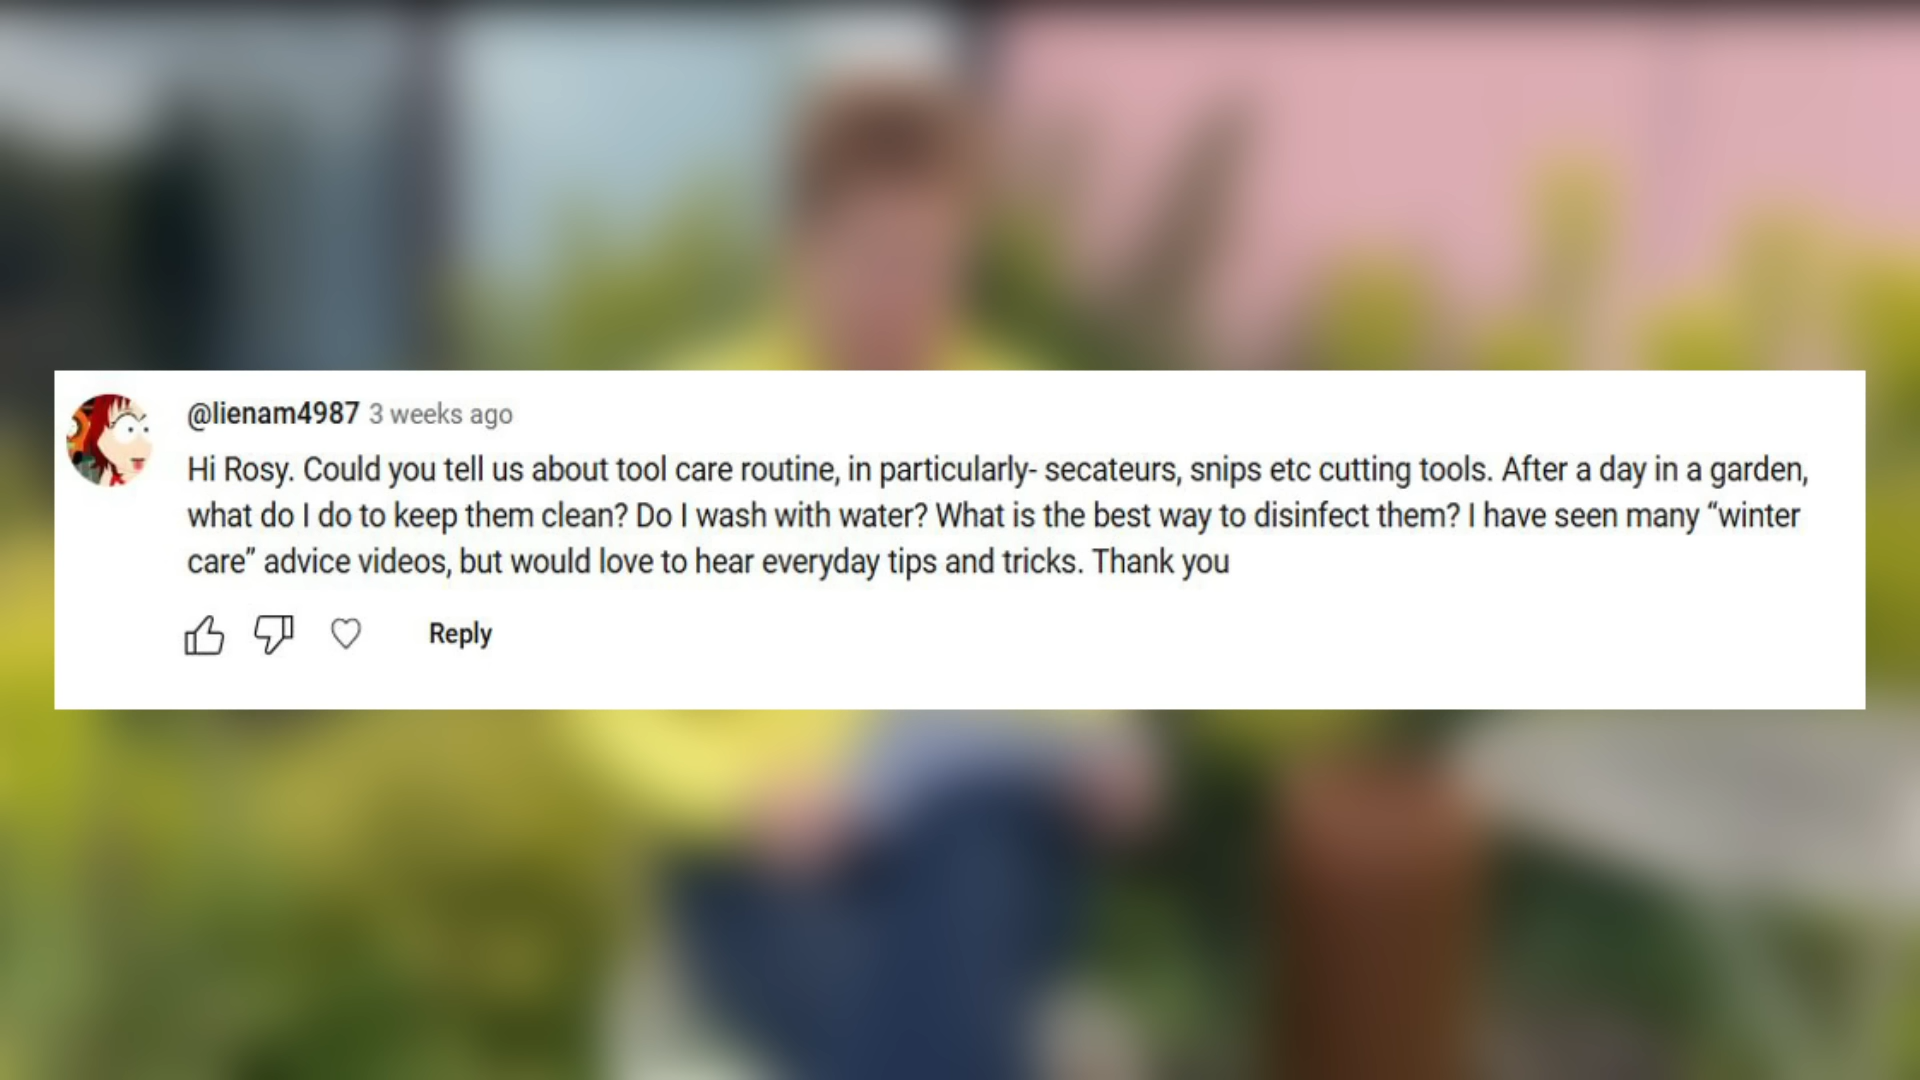 @lienam4987 3 weeks ago
Hi Rosy. Could you tell us about tool care routine, in particularly- secateurs, snips etc cutting tools. After a day in a garden,
what do I do to keep them clean? Do I wash with water? What is the best way to disinfect them? I have seen many “winter
care” advice videos, but would love to hear everyday tips and tricks. Thank you
Reply